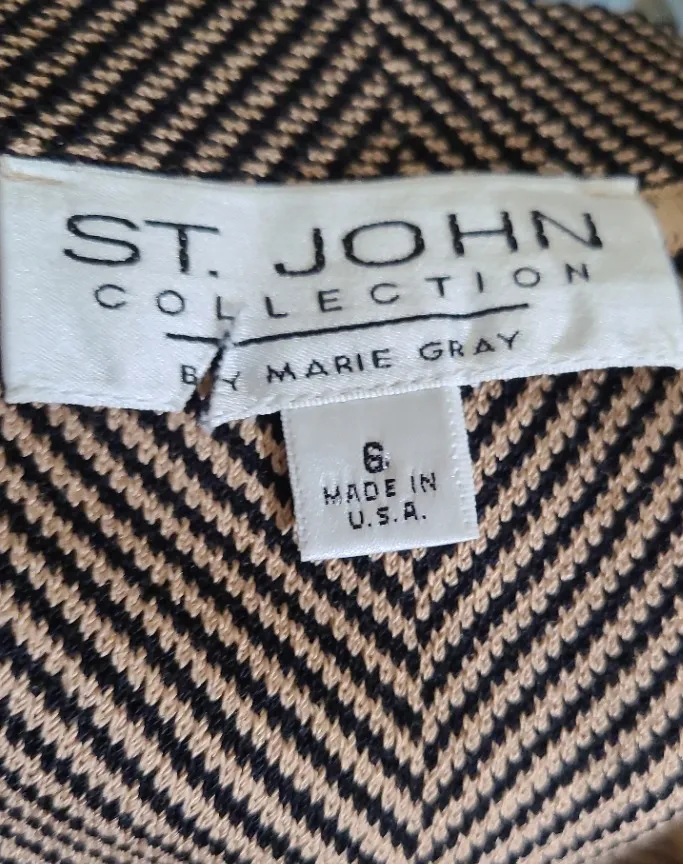 ST. JOHN
COLLECTION
BY MARIE GRAY
6
MADE IN
U.S.A.